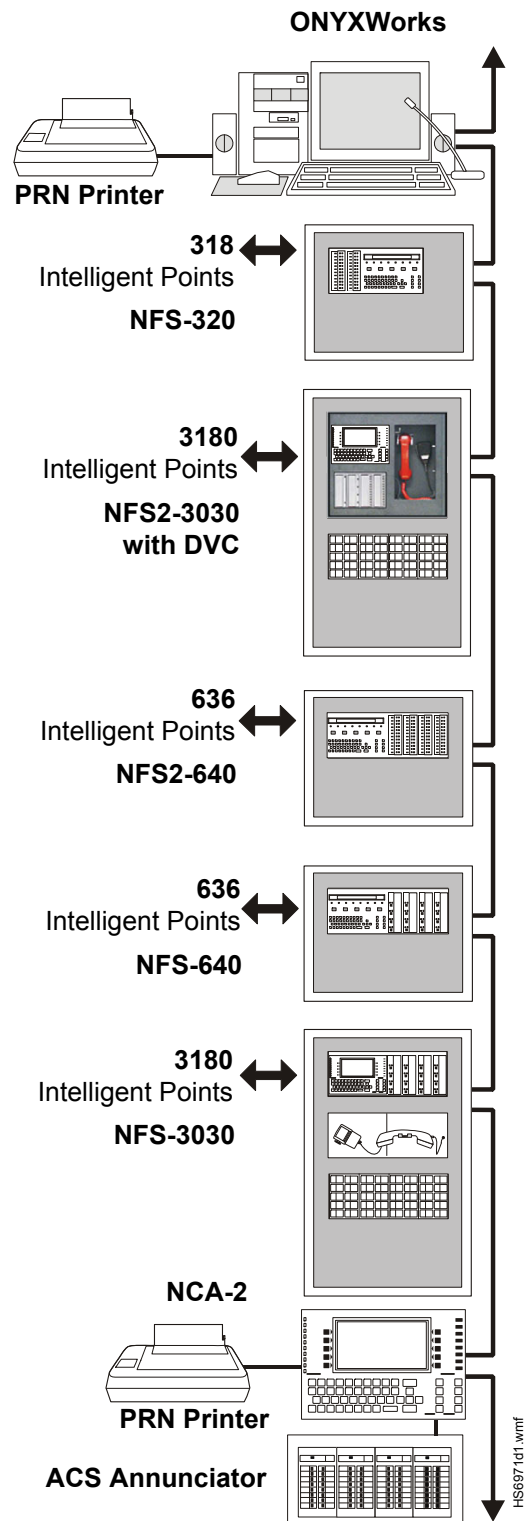 ONYXWorks
PRN Printer
318
Intelligent Points
NFS-320
3180
Intelligent Points
NFS2-3030
with DVC
636
Intelligent Points
NFS2-640
636
Intelligent Points
NFS-640
3180
Intelligent Points
NFS-3030
NCA-2
PRN Printer
ACS Annunciator
HS6971d1.wmf